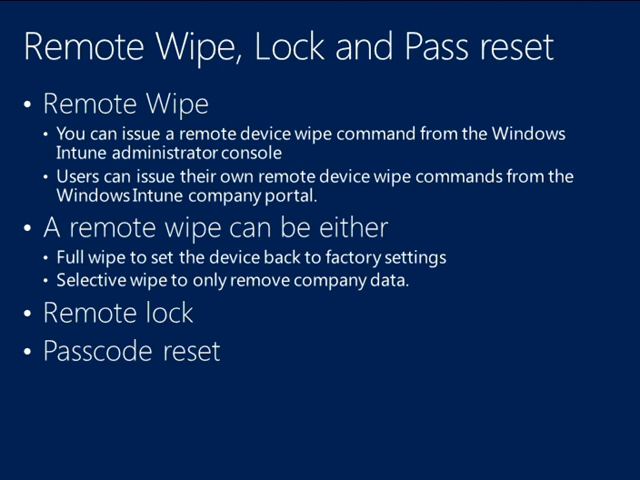 Remote Wipe, Lock and Pass reset
• Remote Wipe
• You can issue a remote device wipe command from the Windows
Intune administrator console
• Users can issue their own remote device wipe commands from the
Windows Intune company portal.
• A remote wipe can be either
• Full wipe to set the device back to factory settings
• Selective wipe to only remove company data.
• Remote lock
• Passcode reset